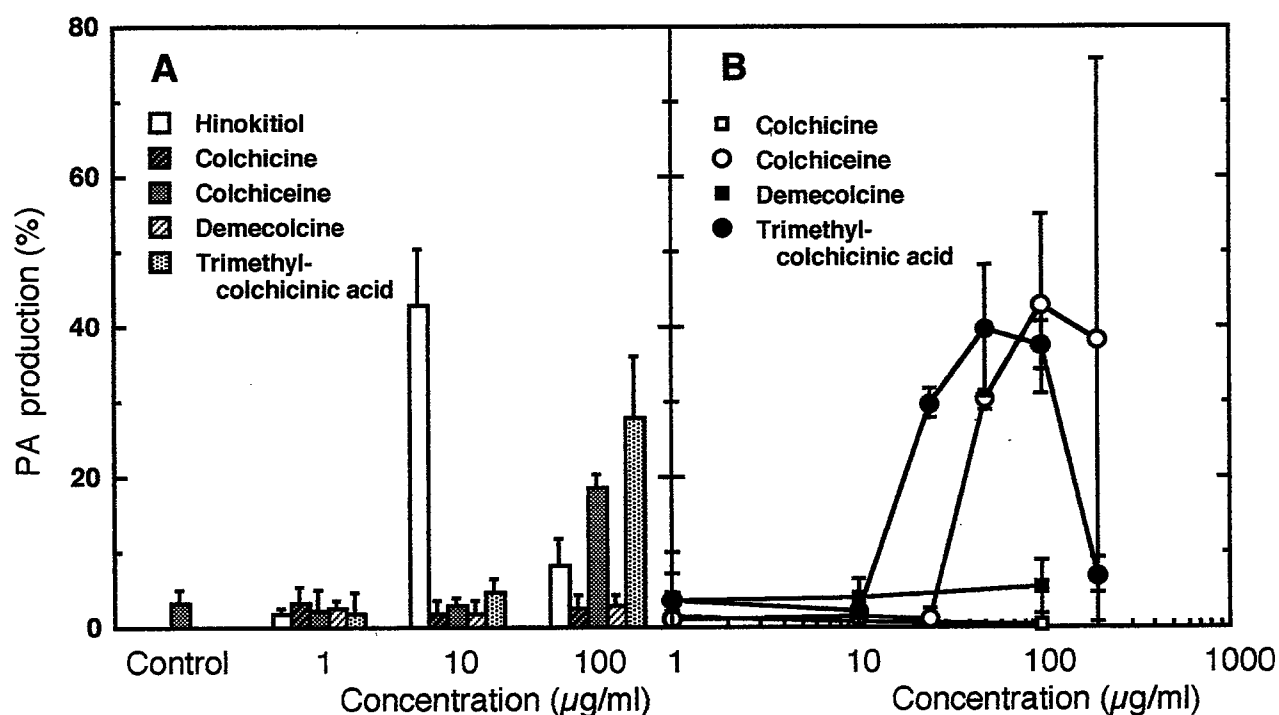 PA production (%)
80
60
40
20
0
A
Hinokitiol
Colchicine
Colchiceine
Demecolcine
Trimethyl-
colchicinic acid
Control
1
10
100
Concentration (µg/ml)
B
Colchicine
Colchiceine
Demecolcine
Trimethyl-
colchicinic acid
1
10
100
1000
Concentration (µg/ml)